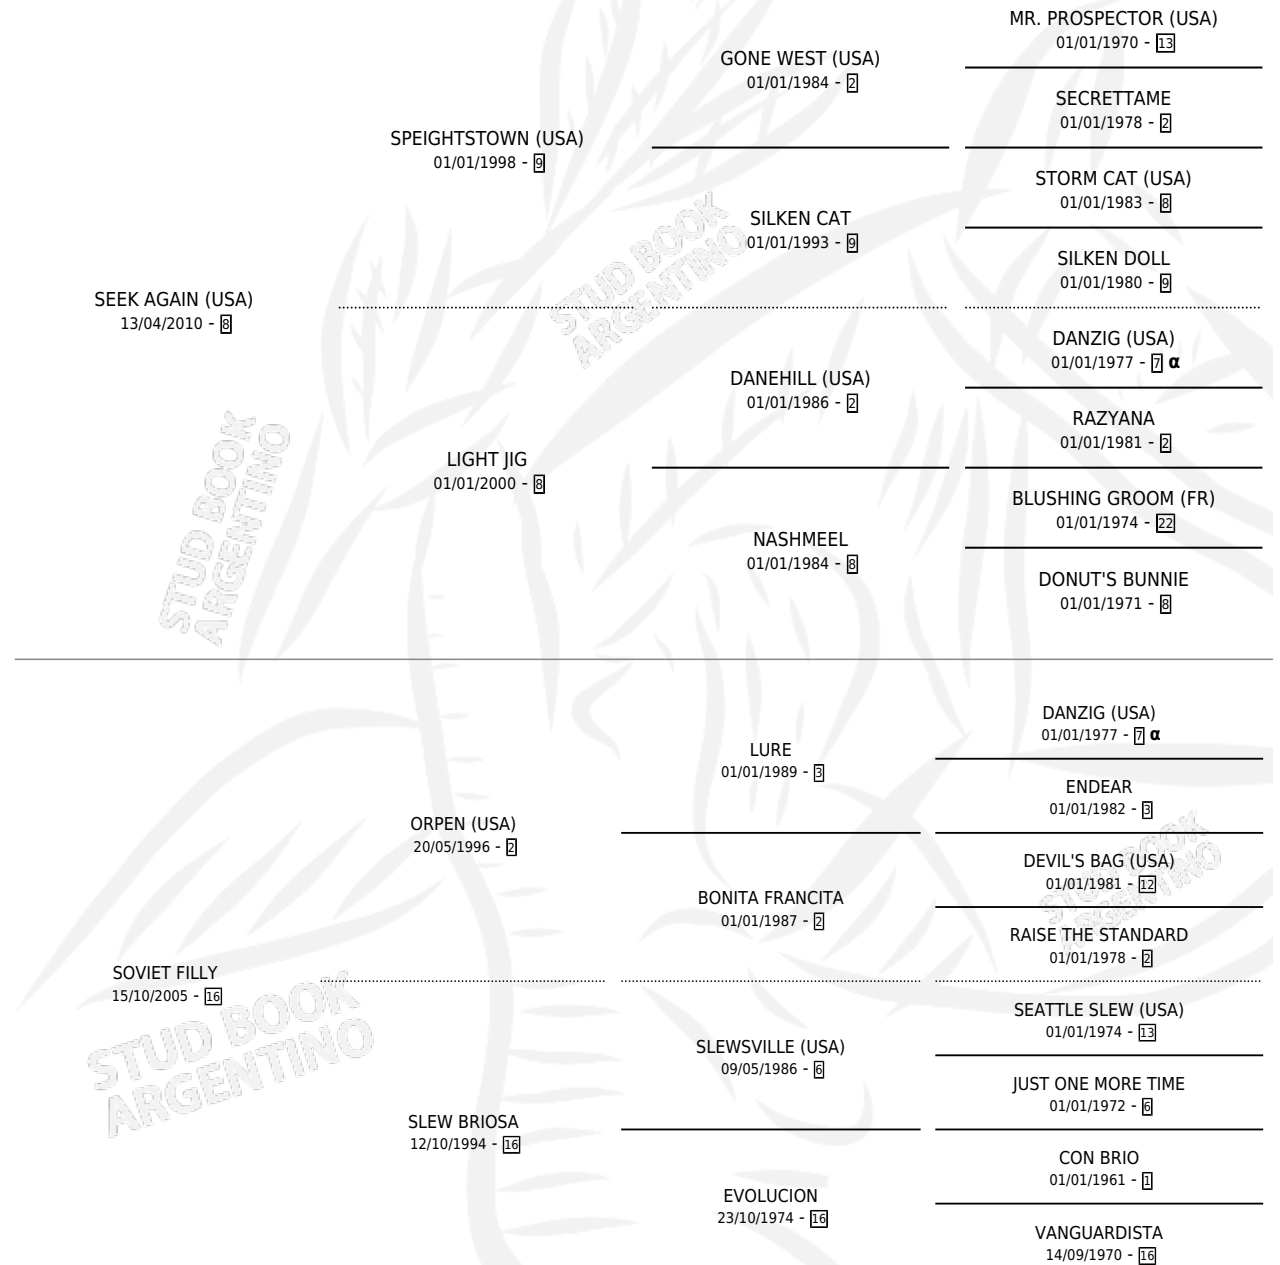 MR. PROSPECTOR (USA)
01/01/1970 - 13
GONE WEST (USA)
01/01/1984 - 2
SECRETTAME
01/01/1978 - 2
SPEIGHTSTOWN (USA)
01/01/1998 - 9
STORM CAT (USA)
01/01/1983 - 8
SILKEN CAT
01/01/1993 - 9
SILKEN DOLL
01/01/1980 - 9
STUD BOOK
ARGENTINO
SEEK AGAIN (USA)
13/04/2010 - 8
DANZIG (USA)
01/01/1977 - 7 α
DANEHILL (USA)
01/01/1986 - 2
RAZYANA
01/01/1981 - 2
LIGHT JIG
01/01/2000 - 8
BLUSHING GROOM (FR)
01/01/1974 - 22
NASHMEEL
01/01/1984 - 8
DONUT'S BUNNIE
01/01/1971 - 8
STUD BOOK
ARGENTINO
DANZIG (USA)
01/01/1977 - 7 α
LURE
01/01/1989 - 3
ENDEAR
01/01/1982 - 3
ORPEN (USA)
20/05/1996 - 2
DEVIL'S BAG (USA)
01/01/1981 - 12
BONITA FRANCITA
01/01/1987 - 2
RAISE THE STANDARD
01/01/1978 - 2
STUD BOOK
ARGENTINO
SOVIET FILLY
15/10/2005 - 16
SEATTLE SLEW (USA)
01/01/1974 - 13
SLEWSVILLE (USA)
09/05/1986 - 6
JUST ONE MORE TIME
01/01/1972 - 6
SLEW BRIOSA
12/10/1994 - 16
CON BRIO
01/01/1961 - 1
EVOLUCION
23/10/1974 - 16
VANGUARDISTA
14/09/1970 - 16
STUD BOOK
ARGENTINO